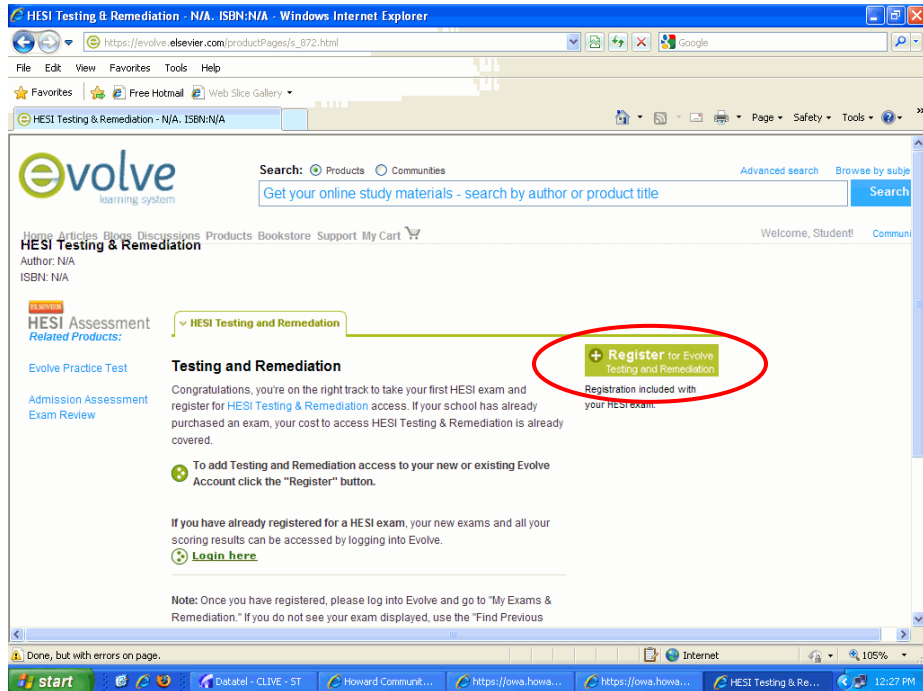 HESI Testing & Remediation - N/A. ISBN:N/A - Windows Internet Explorer
https://evolve.elsevier.com/productPages/s_872.html
Google
File Edit View Favorites Tools Help
Favorites Free Hotmail Web Slice Gallery
HESI Testing & Remediation - N/A. ISBN:N/A
Page Safety Tools »
evolve
learning system
Search: Products Communities
Advanced search Browse by subje
Get your online study materials - search by author or product title
Search
Home Articles Blogs Discussions Products Bookstore Support My Cart
Welcome, Student! Communi
HESI Testing & Remediation
Author: N/A
ISBN: N/A
ELSEVIER
HESI Assessment
Related Products:
Evolve Practice Test
Admission Assessment
Exam Review
HESI Testing and Remedation
Register for Evolve
Testing and Remediation
Registration included with
your HESI exam.
Testing and Remediation
Congratulations, you're on the right track to take your first HESI exam and
register for HESI Testing & Remediation access. If your school has already
purchased an exam, your cost to access HESI Testing & Remediation is already
covered.
To add Testing and Remediation access to your new or existing Evolve
Account click the "Register" button.
If you have already registered for a HESI exam, your new exams and all your
scoring results can be accessed by logging into Evolve.
Login here
Note: Once you have registered, please log into Evolve and go to "My Exams &
Remediation." If you do not see your exam displayed, use the "Find Previous
Done, but with errors on page.
Internet
105%
start
Datatel - CLIVE - ST
Howard Communit...
https://owa.howa...
https://owa.howa...
HESI Testing & Re...
12:27 PM